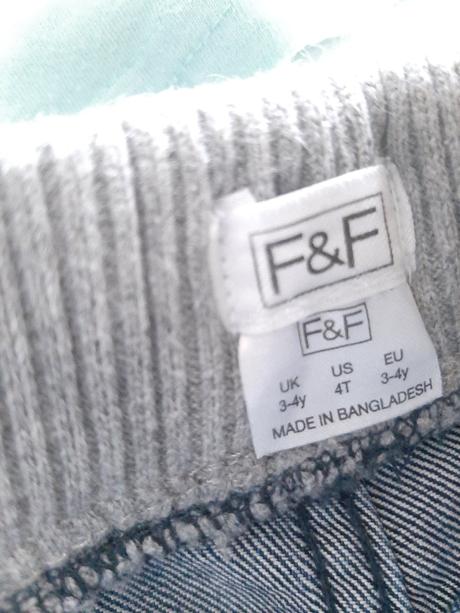 F&F
F&F
UK US EU
3-4y 4T 3-4y
MADE IN BANGLADESH